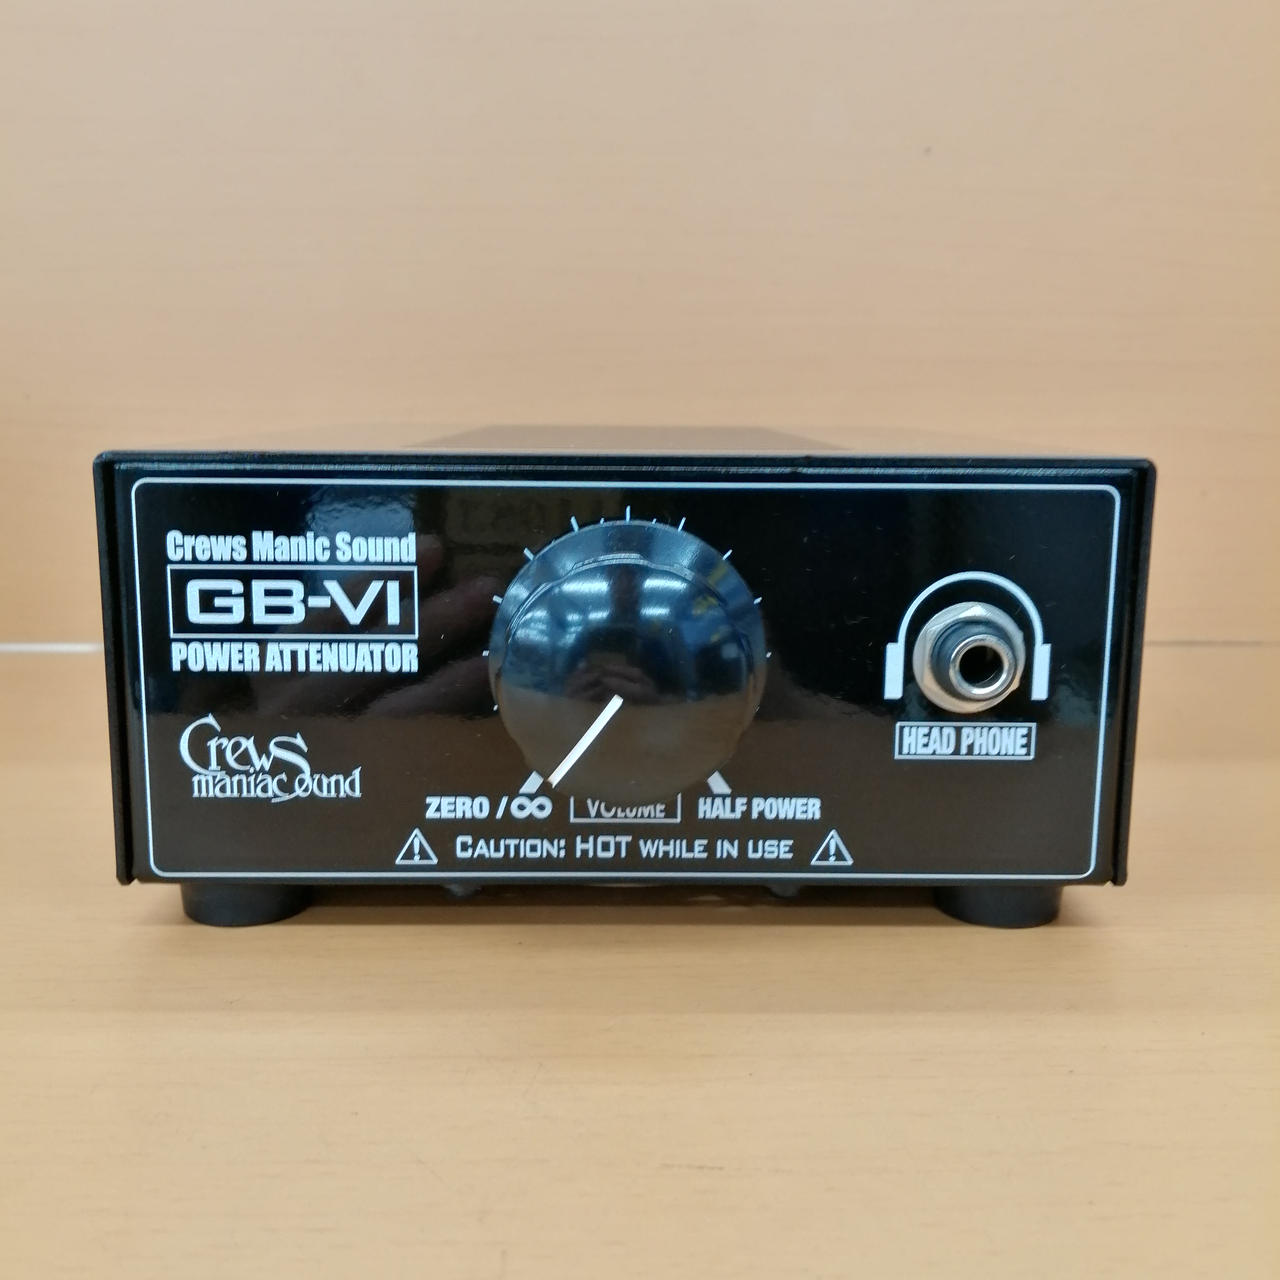 Crews Manic Sound
GB-VI
POWER ATTENUATOR
Crews
maniac Sound
ZERO / ∞
VOLUME
HALF POWER
CAUTION: HOT WHILE IN USE
HEAD PHONE